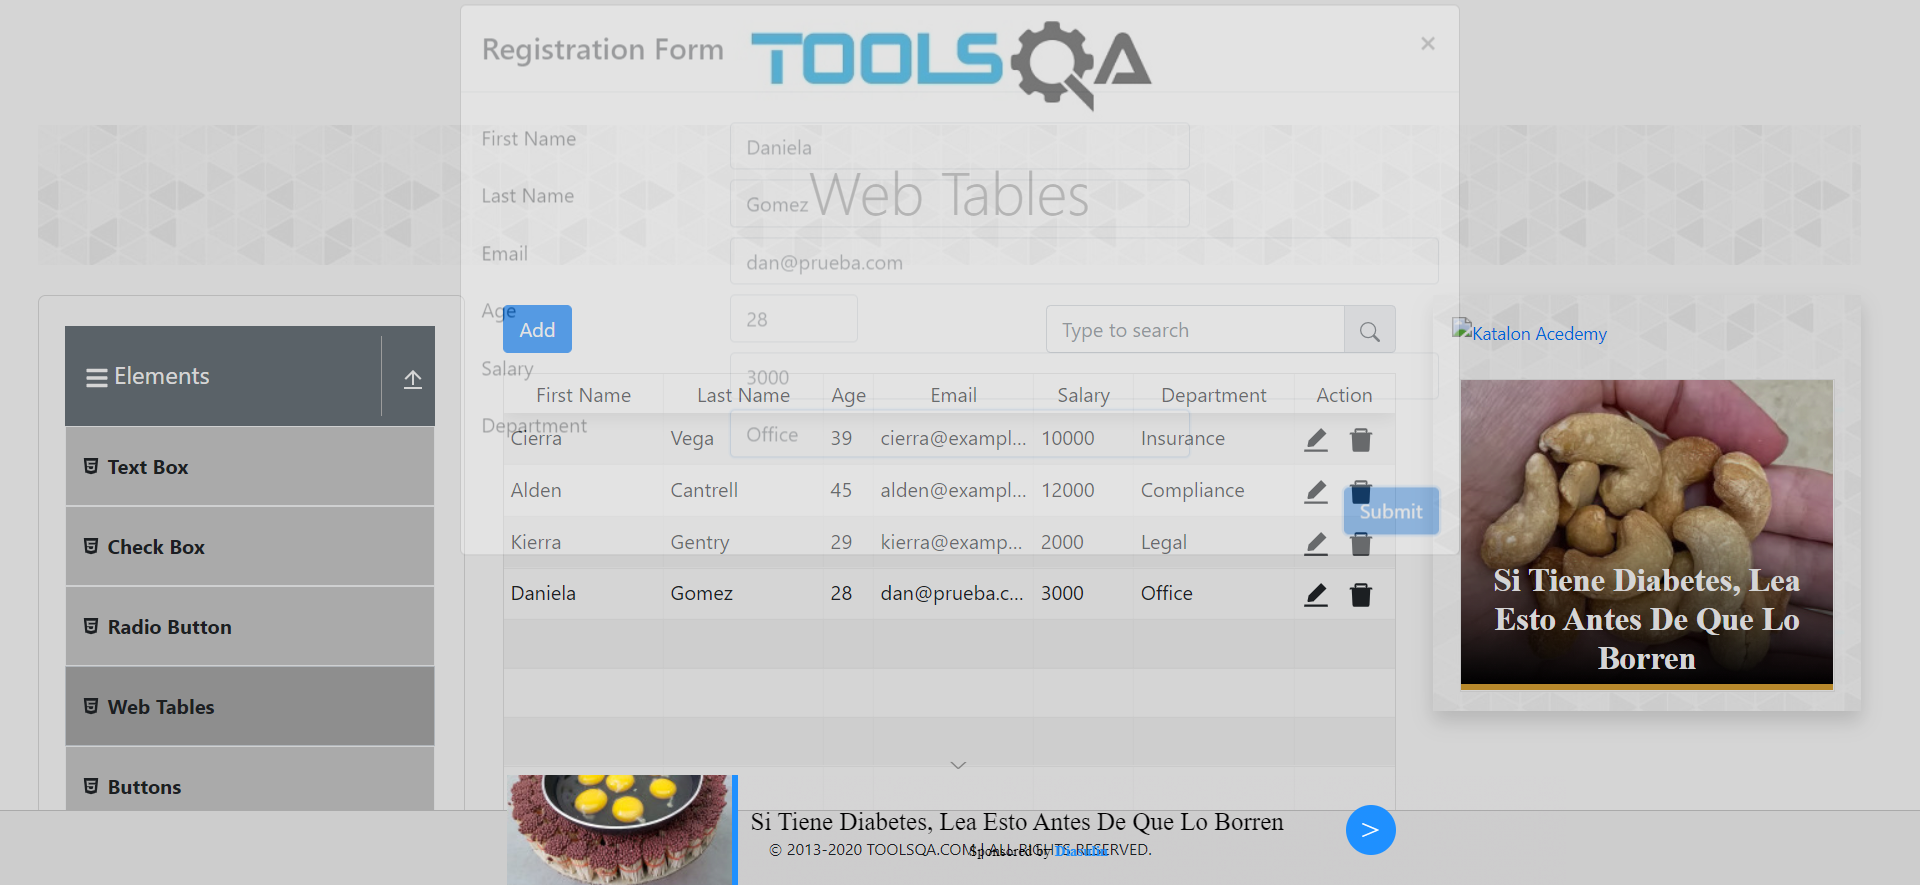 Registration Form
TOOLSQA
×
First Name
Daniela
Last Name
Gomez
Web Tables
Email
dan@prueba.com
Age
28
Salary
3000
Department
Office
Submit
Elements
Text Box
Check Box
Radio Button
Web Tables
Buttons
Add
Type to search
First Name Last Name Age Email Salary Department Action
Cierra Vega 39 cierra@exampl... 10000 Insurance
Alden Cantrell 45 alden@exampl... 12000 Compliance
Kierra Gentry 29 kierra@examp... 2000 Legal
Daniela Gomez 28 dan@prueba.c... 3000 Office
Katalon Acedemy
Si Tiene Diabetes, Lea
Esto Antes De Que Lo
Borren
Si Tiene Diabetes, Lea Esto Antes De Que Lo Borren
>
© 2013-2020 TOOLSQA.COM | ALL RIGHTS RESERVED.
Sponsored by